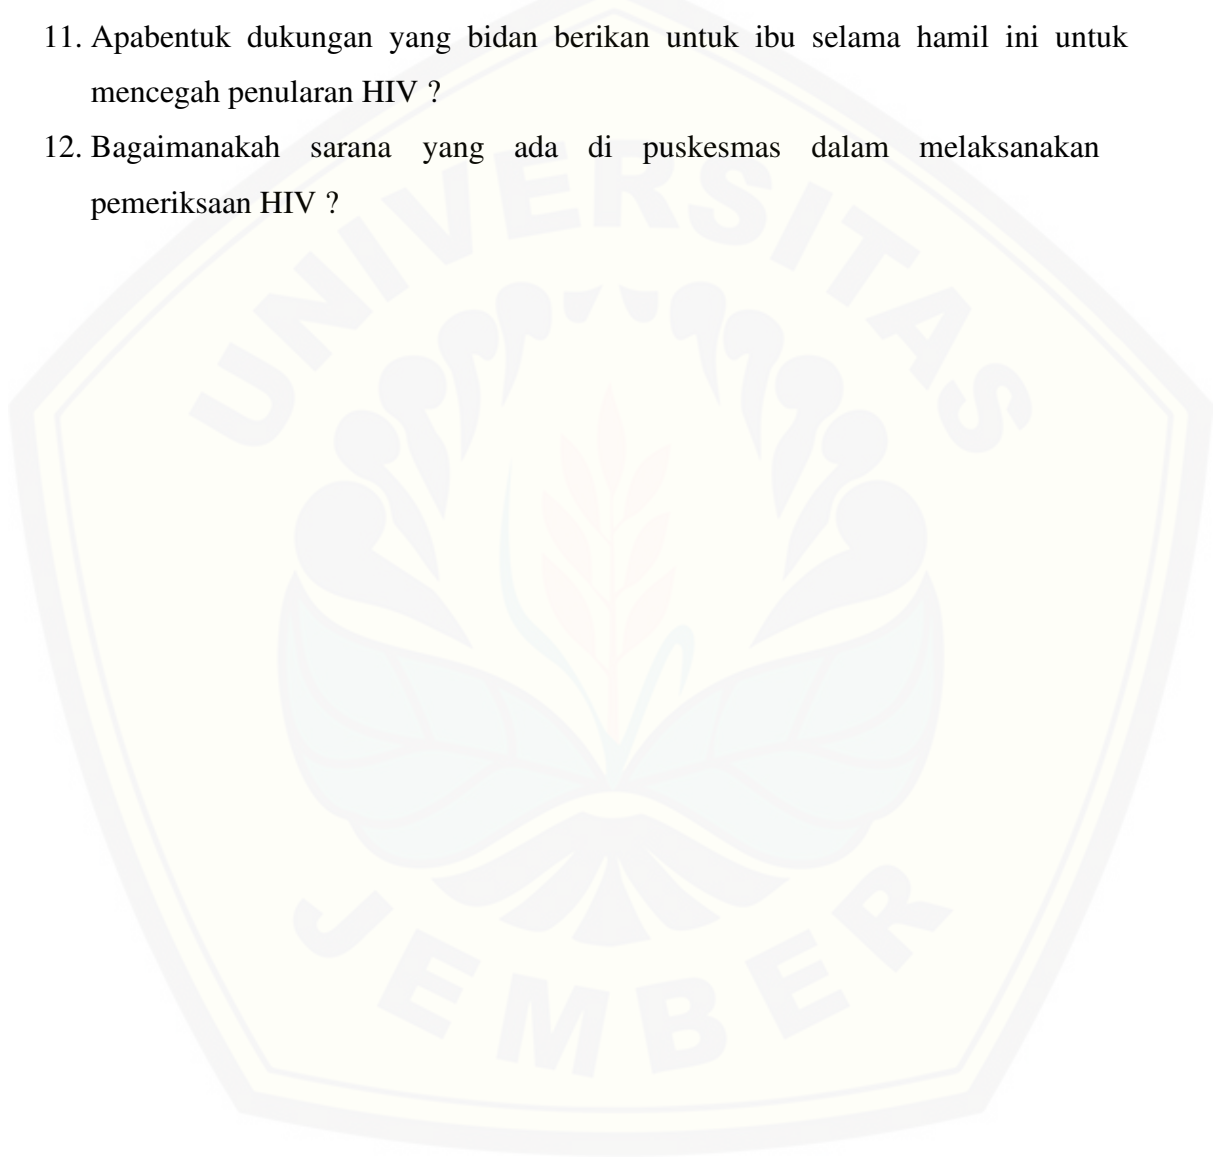 11. Apabentuk dukungan yang bidan berikan untuk ibu selama hamil ini untuk
mencegah penularan HIV ?
12. Bagaimanakah sarana yang ada di puskesmas dalam melaksanakan
pemeriksaan HIV ?
UNIVERSITAS
JEMBER